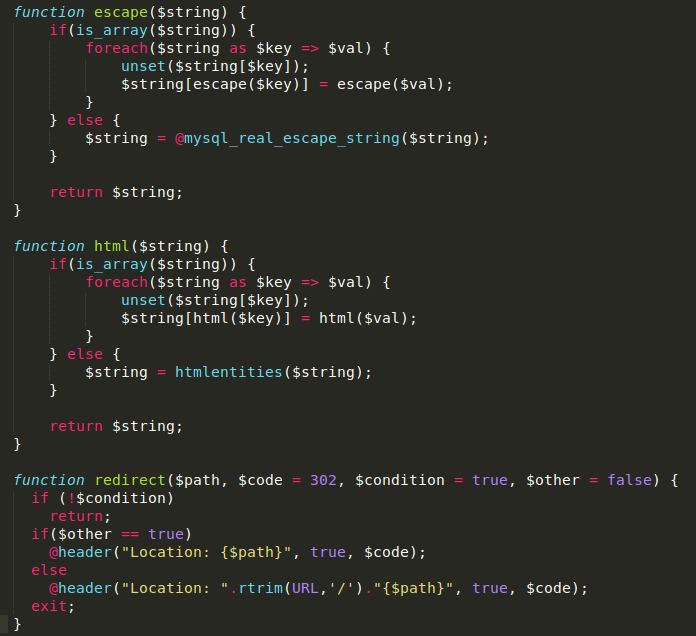 function escape($string) {
    if(is_array($string)) {
        foreach($string as $key => $val) {
            unset($string[$key]);
            $string[escape($key)] = escape($val);
        }
    } else {
        $string = @mysql_real_escape_string($string);
    }

    return $string;
}

function html($string) {
    if(is_array($string)) {
        foreach($string as $key => $val) {
            unset($string[$key]);
            $string[html($key)] = html($val);
        }
    } else {
        $string = htmlentities($string);
    }

    return $string;
}

function redirect($path, $code = 302, $condition = true, $other = false) {
  if (!$condition)
    return;
  if($other == true)
    @header("Location: {$path}", true, $code);
  else
    @header("Location: ".rtrim(URL,'/')."{$path}", true, $code);
  exit;
}